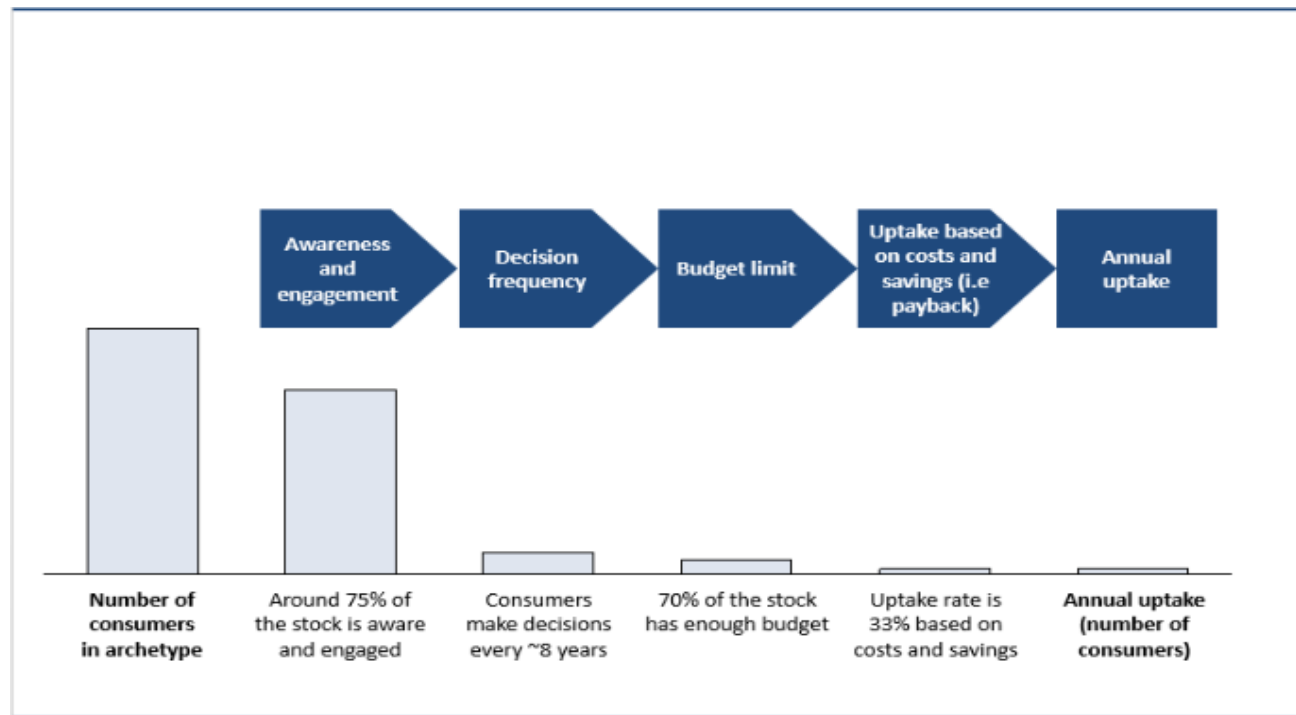 Awareness
and
engagement
Decision
frequency
Budget limit
Uptake based
on costs and
savings (i.e
payback)
Annual
uptake
Number of
consumers
in archetype
Around 75% of
the stock is aware
and engaged
Consumers
make decisions
every ~8 years
70% of the stock
has enough budget
Uptake rate is
33% based on
costs and savings
Annual uptake
(number of
consumers)